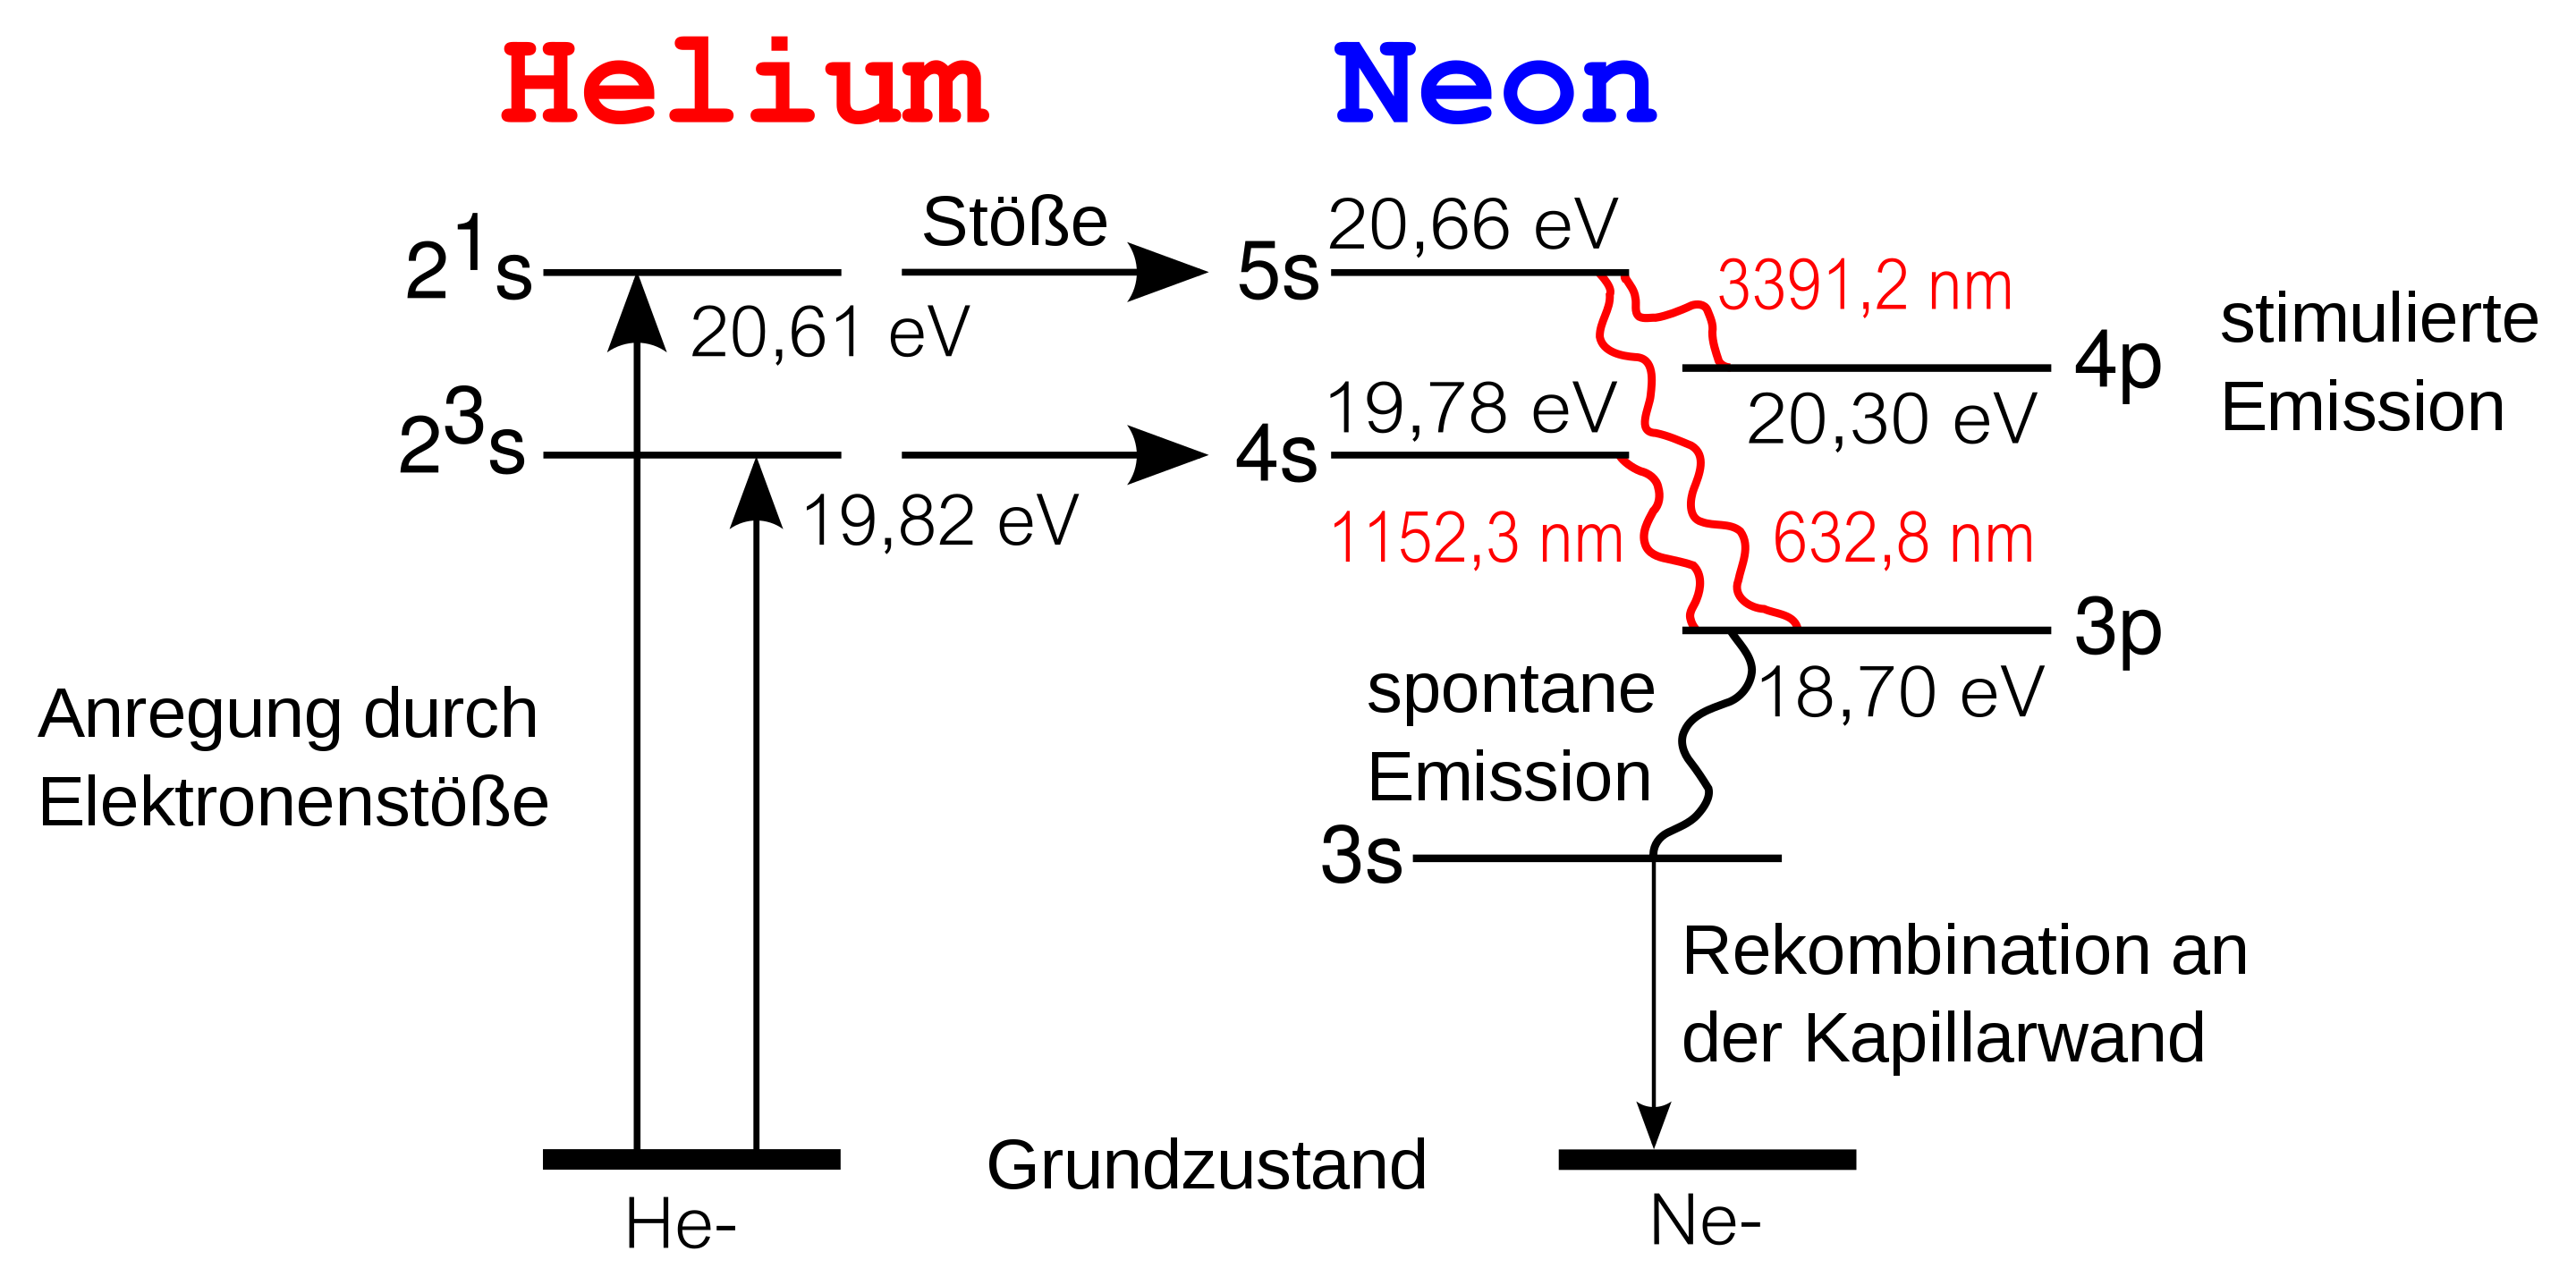 Helium
Neon
2¹s
Stöße
5s
20,66 eV
3391,2 nm
20,61 eV
stimulierte
Emission
4p
20,30 eV
2³s
19,82 eV
4s
19,78 eV
1152,3 nm
632,8 nm
3p
18,70 eV
Anregung durch
Elektronenstöße
spontane
Emission
3s
Rekombination an
der Kapillarwand
Grundzustand
He-
Ne-